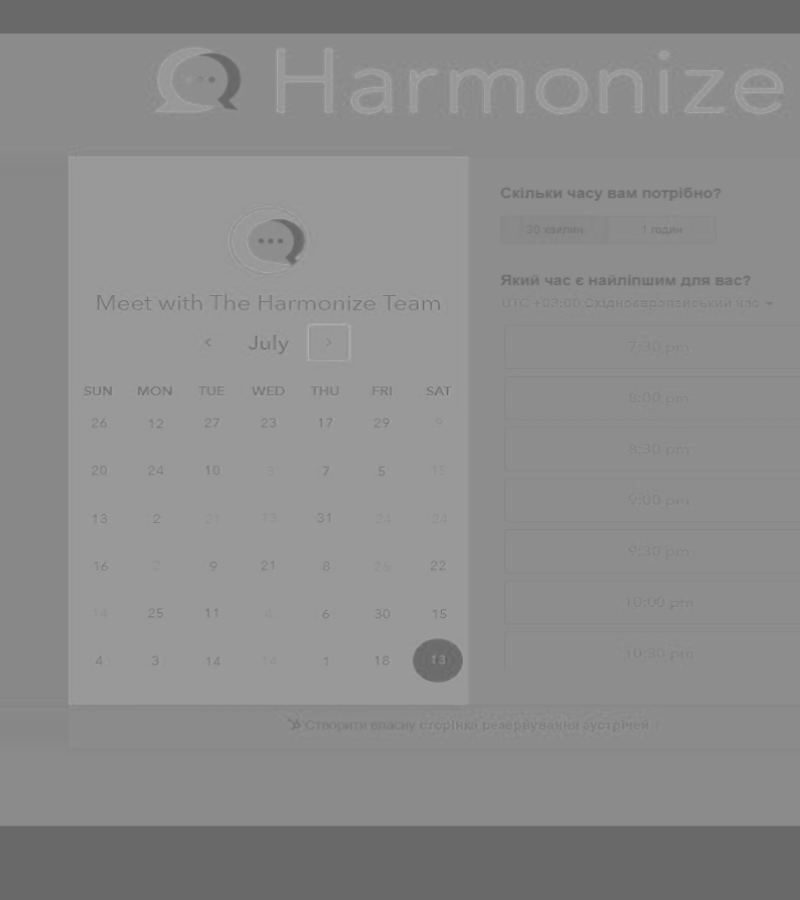 Harmonize
Meet with The Harmonize Team
July
SUN MON TUE WED THU FRI SAT
26 12 27 23 17 29 9
20 24 10 3 7 5 15
13 2 21 13 31 24 24
16 2 9 21 8 26 22
14 25 11 4 6 30 15
4 3 14 14 1 18 13
Скільки часу вам потрібно?
30 хвилин 1 годин
Який час є найліпшим для вас?
UTC +03:00 Східноєвропейський час
7:30 pm
8:00 pm
8:30 pm
9:00 pm
9:30 pm
10:00 pm
10:30 pm
Створити власну сторінка резервування зустрічей